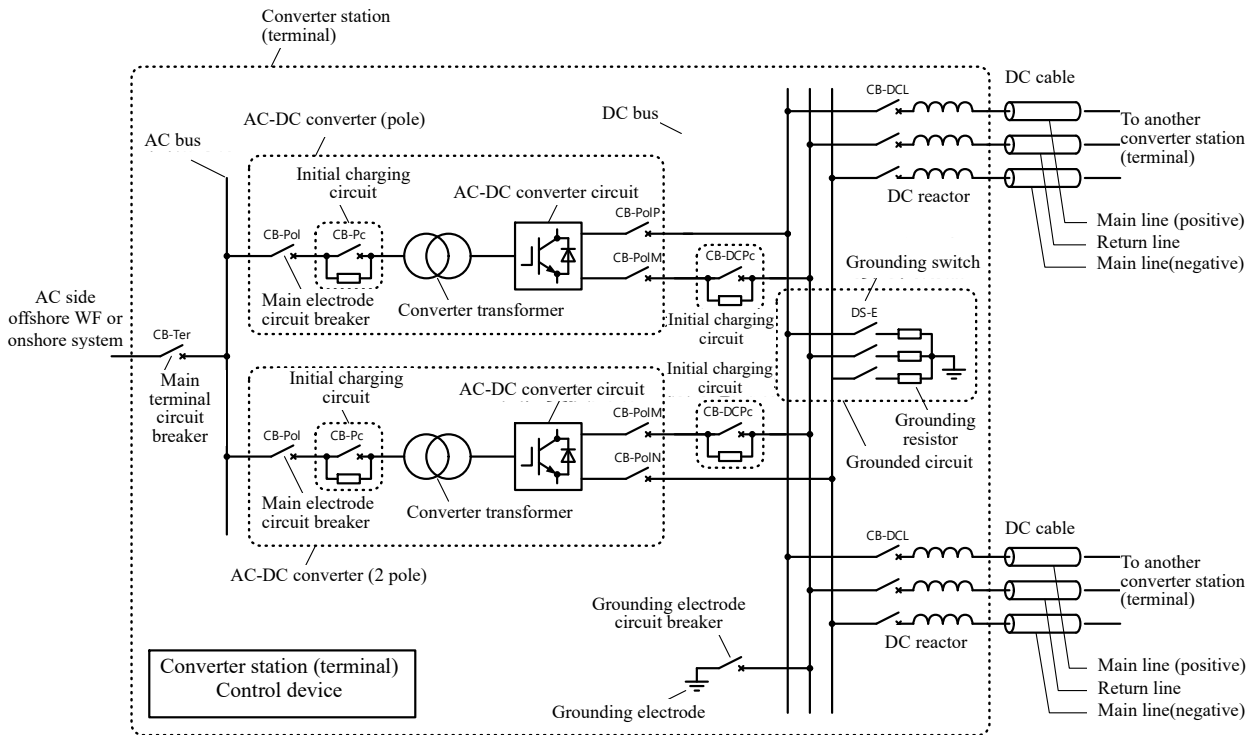 Converter station
(terminal)
DC cable
CB-DCL
AC-DC converter (pole)
DC bus
To another
converter station
(terminal)
AC bus
Initial charging
circuit
AC-DC converter circuit
DC reactor
CB-PolP
Main line (positive)
CB-Pol
CB-Pc
CB-DCPc
Return line
CB-PolM
Grounding switch
Main line(negative)
Main electrode
circuit breaker
Converter transformer
Initial charging
circuit
DS-E
AC side
offshore WF or
onshore system
CB-Ter
Main
terminal
circuit
breaker
Initial charging
circuit
AC-DC converter circuit
Initial charging
circuit
CB-PolM
CB-DCPc
Grounding
resistor
CB-Pol
CB-Pc
Grounded circuit
CB-PolN
Main electrode
circuit breaker
Converter transformer
DC cable
CB-DCL
AC-DC converter (2 pole)
To another
converter station
(terminal)
Grounding electrode
circuit breaker
DC reactor
Converter station (terminal)
Control device
Main line (positive)
Return line
Grounding electrode
Main line(negative)